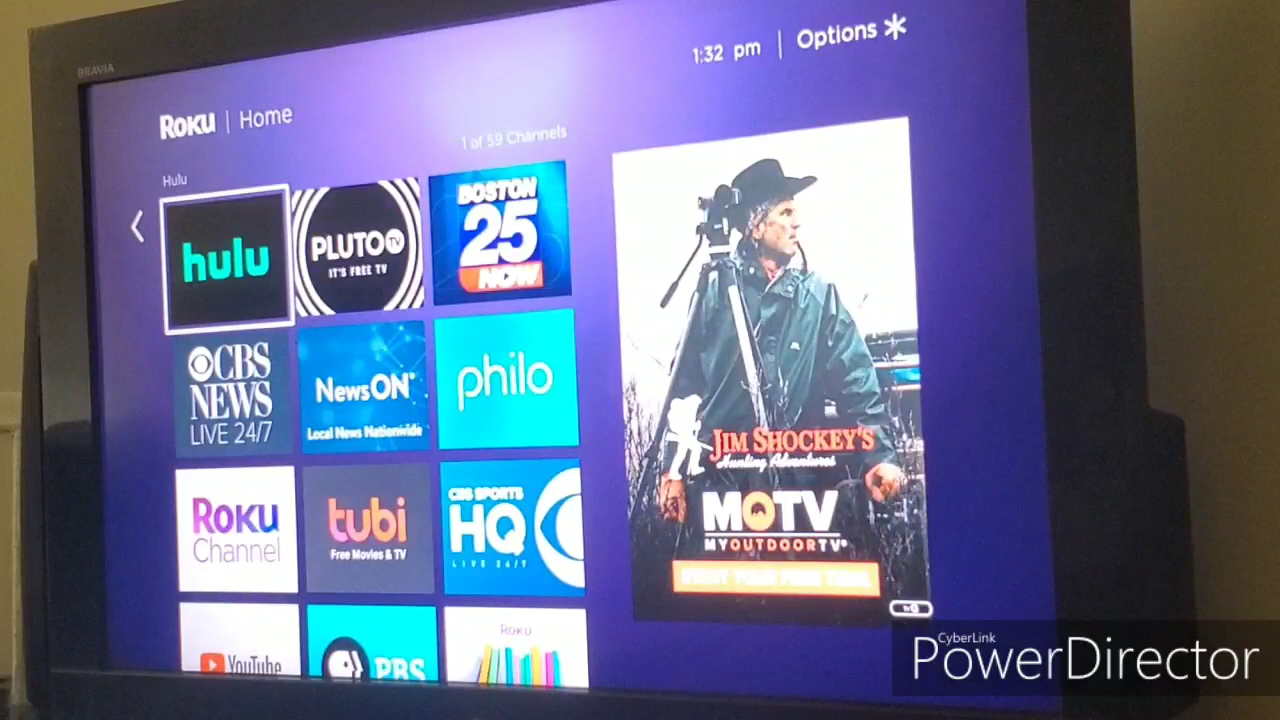 BRAVIA
1:32 pm | Options *
Roku | Home
1 of 59 Channels
Hulu
hulu
PLUTO TV
IT'S FREE TV
BOSTON
25
NOW
CBS
NEWS
LIVE 24/7
NewsON
Local News Nationwide
philo
Roku
Channel
tubi
Free Movies & TV
CBS SPORTS
HQ
LIVE 24/7
YouTube
PBS
Roku
JIM SHOCKEY'S
Hunting Adventures
MOTV
MYOUTDOORTV
START YOUR FREE TRIAL
CyberLink
PowerDirector